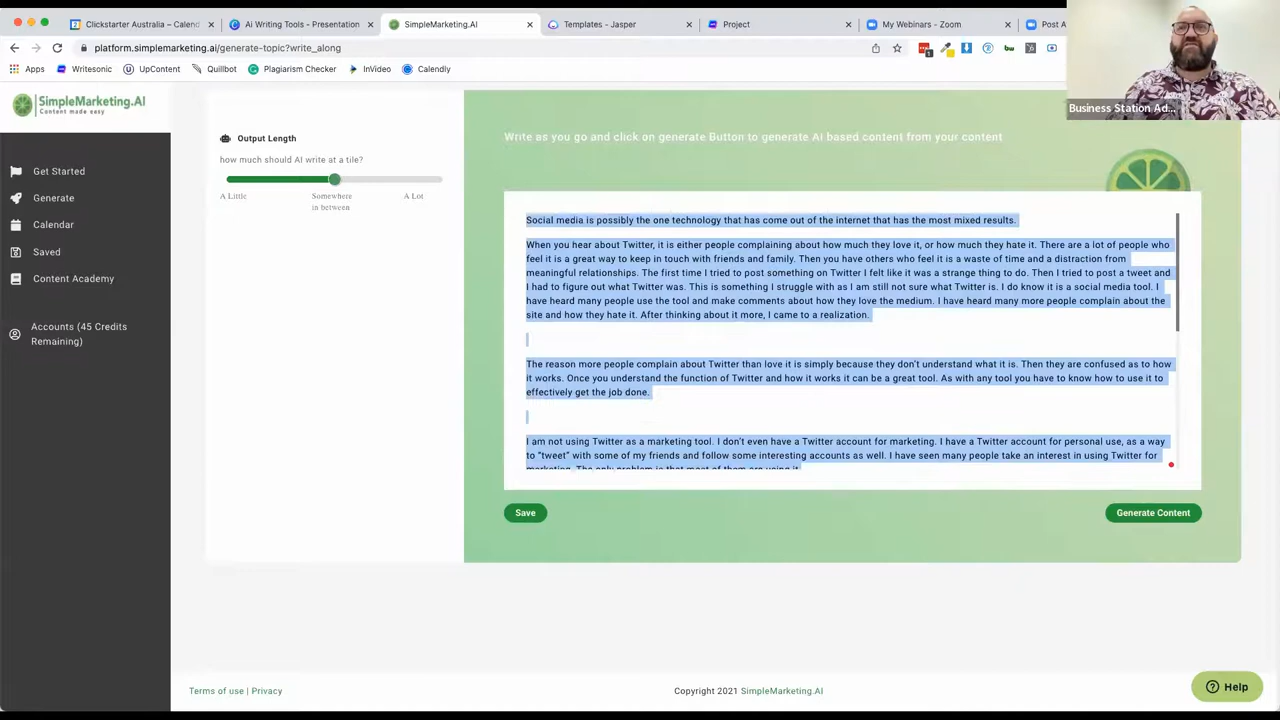 Clickstarter Australia – Calend
Ai Writing Tools - Presentation
SimpleMarketing.AI
Templates - Jasper
Project
My Webinars - Zoom
Post A
platform.simplemarketing.ai/generate-topic?write_along
Apps
Writesonic
UpContent
Quillbot
Plagiarism Checker
InVideo
Calendly
Business Station Ad...
SimpleMarketing.AI
Content made easy
Get Started
Generate
Calendar
Saved
Content Academy
Accounts (45 Credits
Remaining)
Output Length
how much should AI write at a tile?
A Little
Somewhere
in between
A Lot
Write as you go and click on generate Button to generate AI based content from your content
Social media is possibly the one technology that has come out of the internet that has the most mixed results.
When you hear about Twitter, it is either people complaining about how much they love it, or how much they hate it. There are a lot of people who
feel it is a great way to keep in touch with friends and family. Then you have others who feel it is a waste of time and a distraction from
meaningful relationships. The first time I tried to post something on Twitter I felt like it was a strange thing to do. Then I tried to post a tweet and
I had to figure out what Twitter was. This is something I struggle with as I am still not sure what Twitter is. I do know it is a social media tool. I
have heard many people use the tool and make comments about how they love the medium. I have heard many more people complain about the
site and how they hate it. After thinking about it more, I came to a realization.
The reason more people complain about Twitter than love it is simply because they don't understand what it is. Then they are confused as to how
it works. Once you understand the function of Twitter and how it works it can be a great tool. As with any tool you have to know how to use it to
effectively get the job done.
I am not using Twitter as a marketing tool. I don't even have a Twitter account for marketing. I have a Twitter account for personal use, as a way
to "tweet" with some of my friends and follow some interesting accounts as well. I have seen many people take an interest in using Twitter for
marketing. The only problem is that most of them are using it
Save
Generate Content
Terms of use | Privacy
Copyright 2021 SimpleMarketing.AI
Help